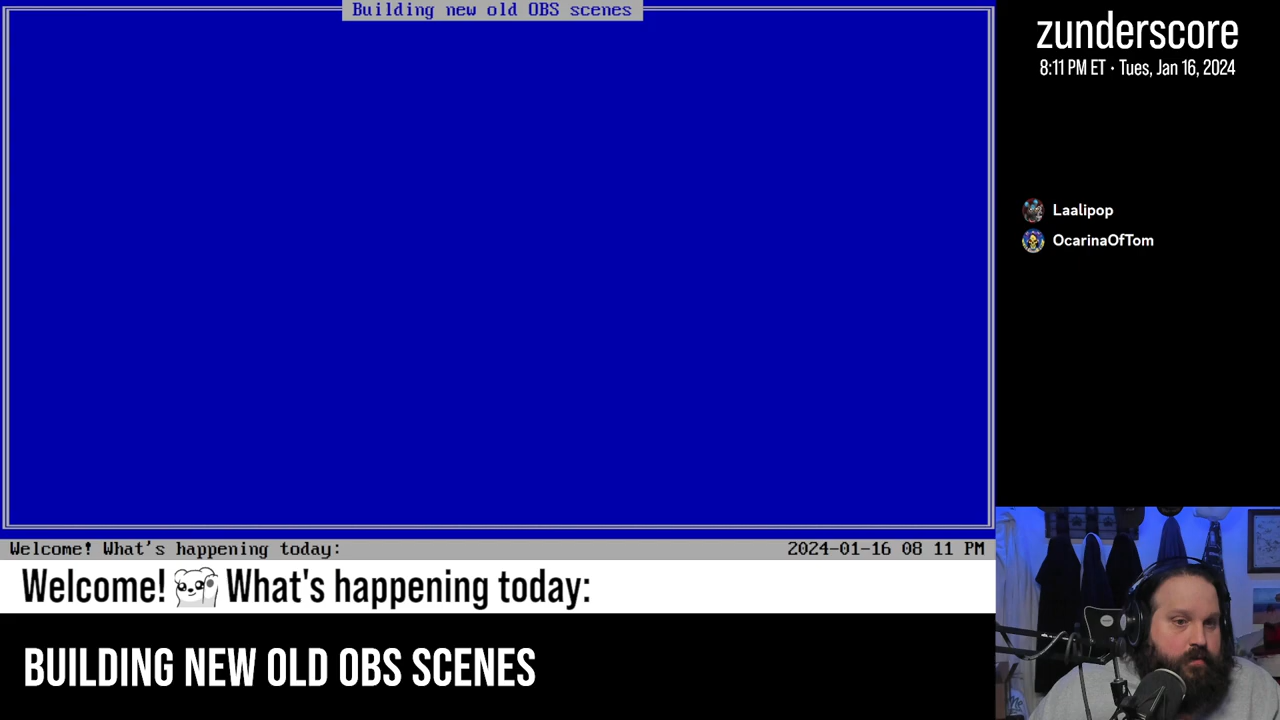 Building new old OBS scenes
zunderscore
8:11 PM ET · Tues, Jan 16, 2024
Laalipop
OcarinaOfTom
Welcome! What's happening today:
2024-01-16 08 11 PM
Welcome! What's happening today:
BUILDING NEW OLD OBS SCENES